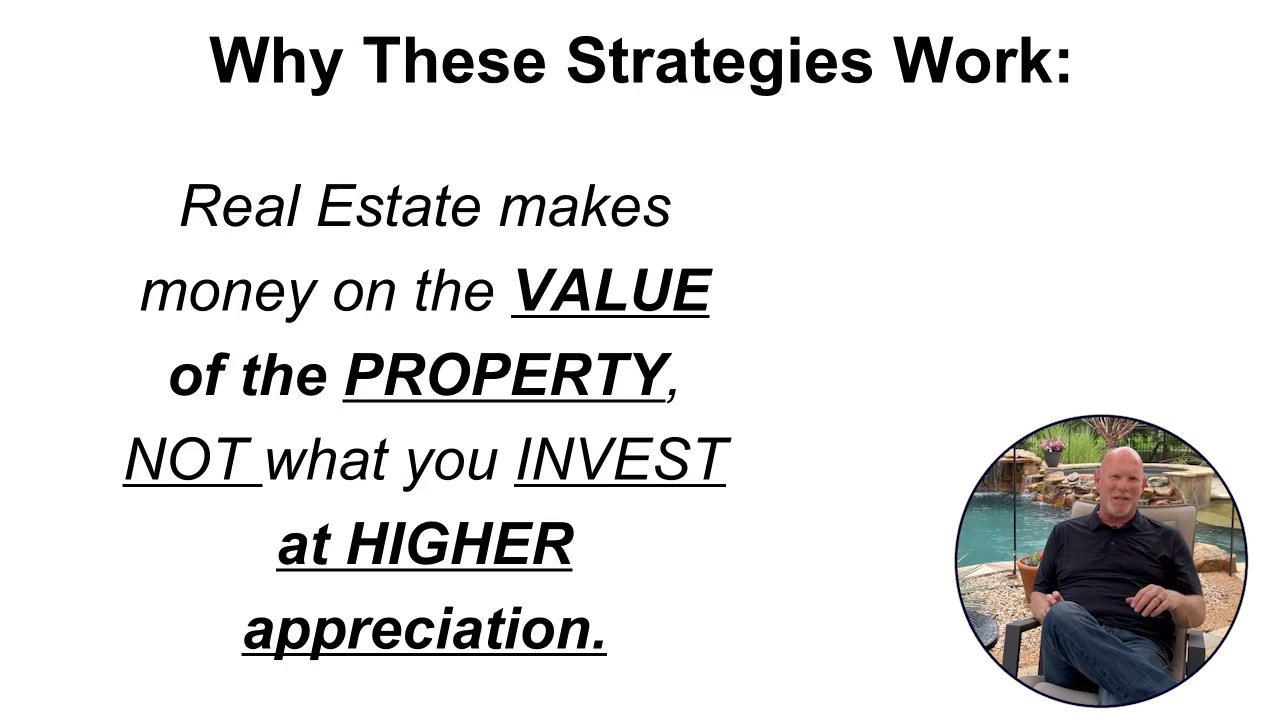 Why These Strategies Work:
Real Estate makes
money on the VALUE
of the PROPERTY,
NOT what you INVEST
at HIGHER
appreciation.